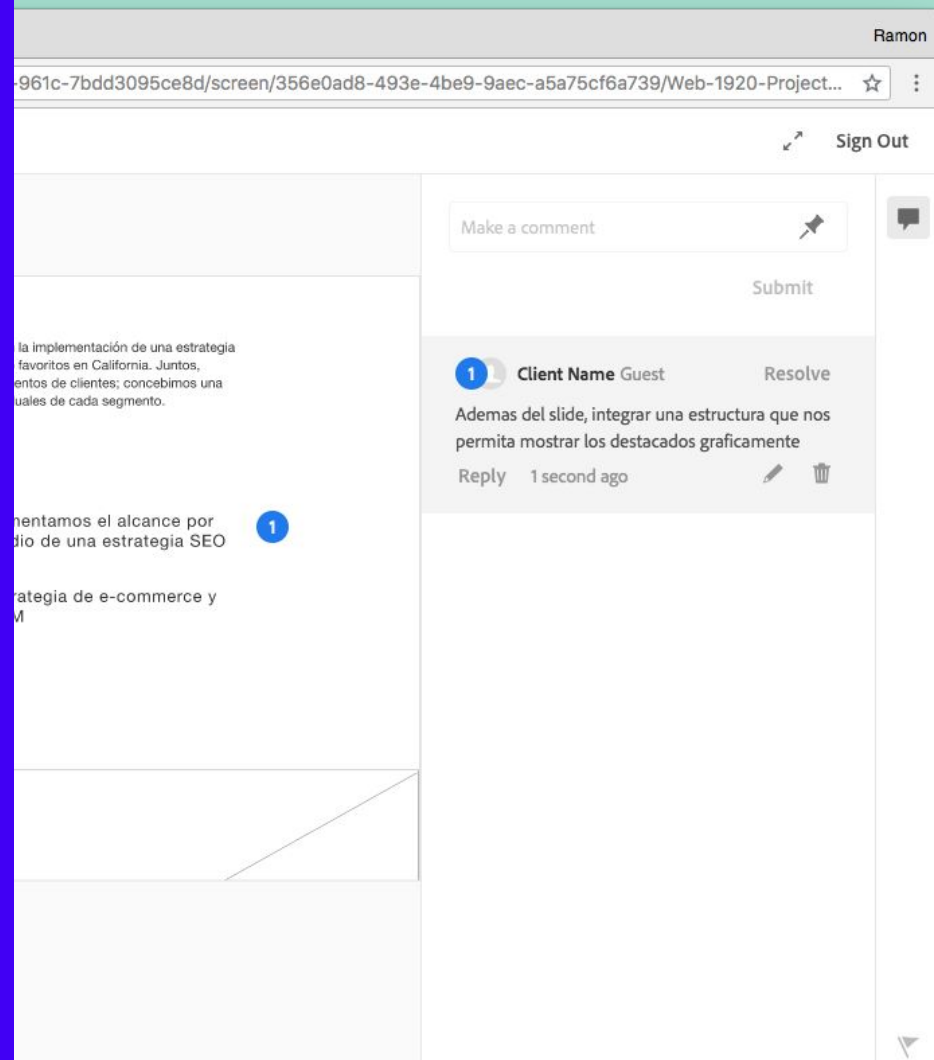 Ramon
-961c-7bdd3095ce8d/screen/356e0ad8-493e-4be9-9aec-a5a75cf6a739/Web-1920-Project...
Sign Out
Make a comment
Submit
la implementación de una estrategia
favoritos en California. Juntos,
entos de clientes; concebimos una
uales de cada segmento.
1
Client Name Guest
Resolve
Ademas del slide, integrar una estructura que nos
permita mostrar los destacados graficamente
Reply
1 second ago
mentamos el alcance por
dio de una estrategia SEO
1
rategia de e-commerce y
M